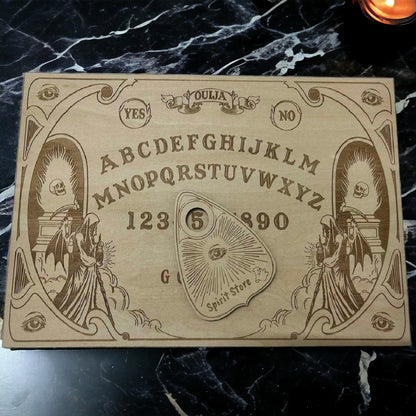 OUIJA
YES NO
ABCDEFGHIJKLM
MNOPQRSTUVWXYZ
123 5 890
G
Spirit Store